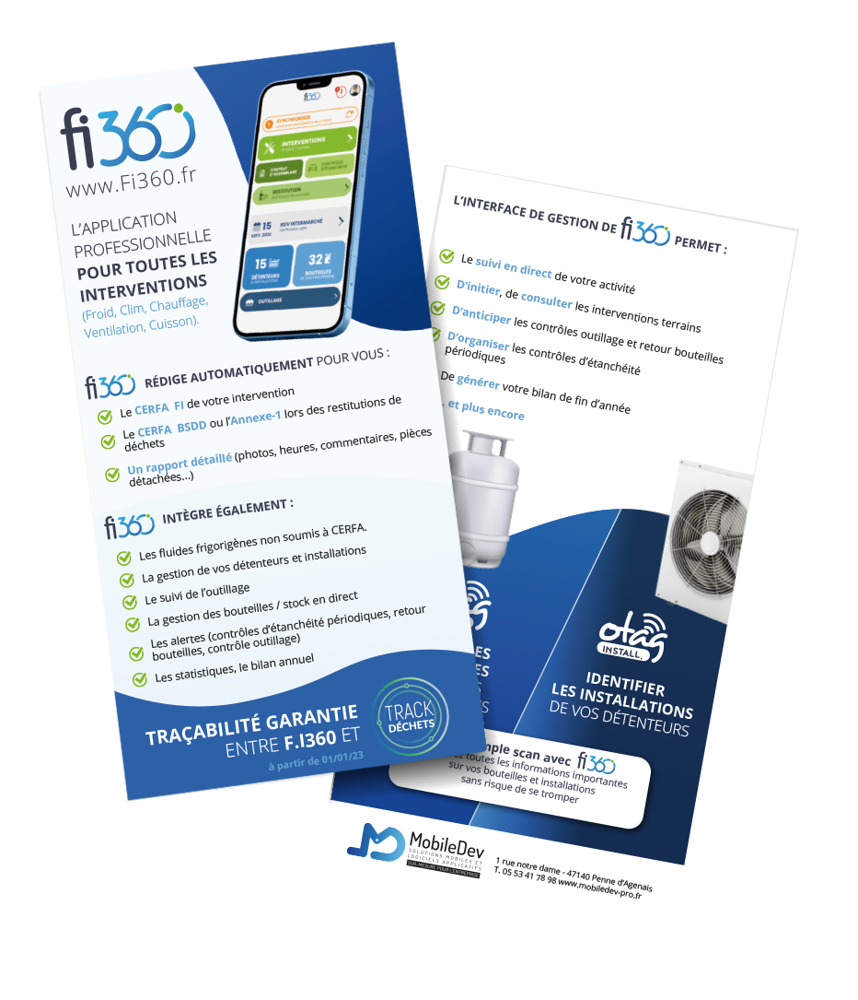 fi360
www.Fi360.fr
L'APPLICATION
PROFESSIONNELLE
POUR TOUTES LES
INTERVENTIONS
(Froid, Clim, Chauffage,
Ventilation, Cuisson).
fi360
SYNCHRONISER
INTERVENTIONS
CONTRAT
D'ASSEMBLAGE
CONTRÔLES
D'ÉTANCHÉITÉ
RESTITUTION
15
SEPT. 2023
RDV INTERMARCHÉ
15
DÉTENTEURS
32
BOUTEILLES
OUTILLAGE
fi360 RÉDIGE AUTOMATIQUEMENT POUR VOUS :
Le CERFA FI de votre intervention
Le CERFA BSDD ou l'Annexe-1 lors des restitutions de
déchets
Un rapport détaillé (photos, heures, commentaires, pièces
détachées...)
fi360 INTÈGRE ÉGALEMENT :
Les fluides frigorigènes non soumis à CERFA.
La gestion de vos détenteurs et installations
Le suivi de l'outillage
La gestion des bouteilles / stock en direct
Les alertes (contrôles d'étanchéité périodiques, retour
bouteilles, contrôle outillage)
Les statistiques, le bilan annuel
TRAÇABILITÉ GARANTIE
ENTRE F.I360 ET
à partir de 01/01/23
TRACK
DÉCHETS
L'INTERFACE DE GESTION DE fi360 PERMET :
Le suivi en direct de votre activité
D'initier, de consulter les interventions terrains
D'anticiper les contrôles outillage et retour bouteilles
D'organiser les contrôles d'étanchéité
périodiques
De générer votre bilan de fin d'année
. et plus encore
ES
ES
S
otag
INSTALL.
IDENTIFIER
LES INSTALLATIONS
DE VOS DÉTENTEURS
mple scan avec fi360
ez toutes les informations importantes
sur vos bouteilles et installations
sans risque de se tromper
MobileDev
SOLUTIONS MOBILES ET
LOGICIELS APPLICATIFS
SUR-MESURE POUR L'ENTREPRISE
1 rue notre dame - 47140 Penne d'Agenais
T. 05 53 41 78 98 www.mobiledev-pro.fr